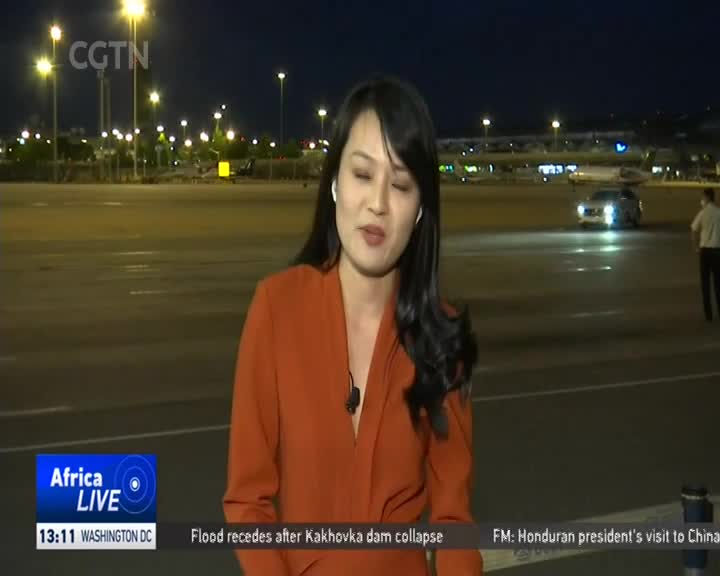 CGTN
Africa
LIVE
13:11 WASHINGTON DC
Flood recedes after Kakhovka dam collapse
FM: Honduran president's visit to China